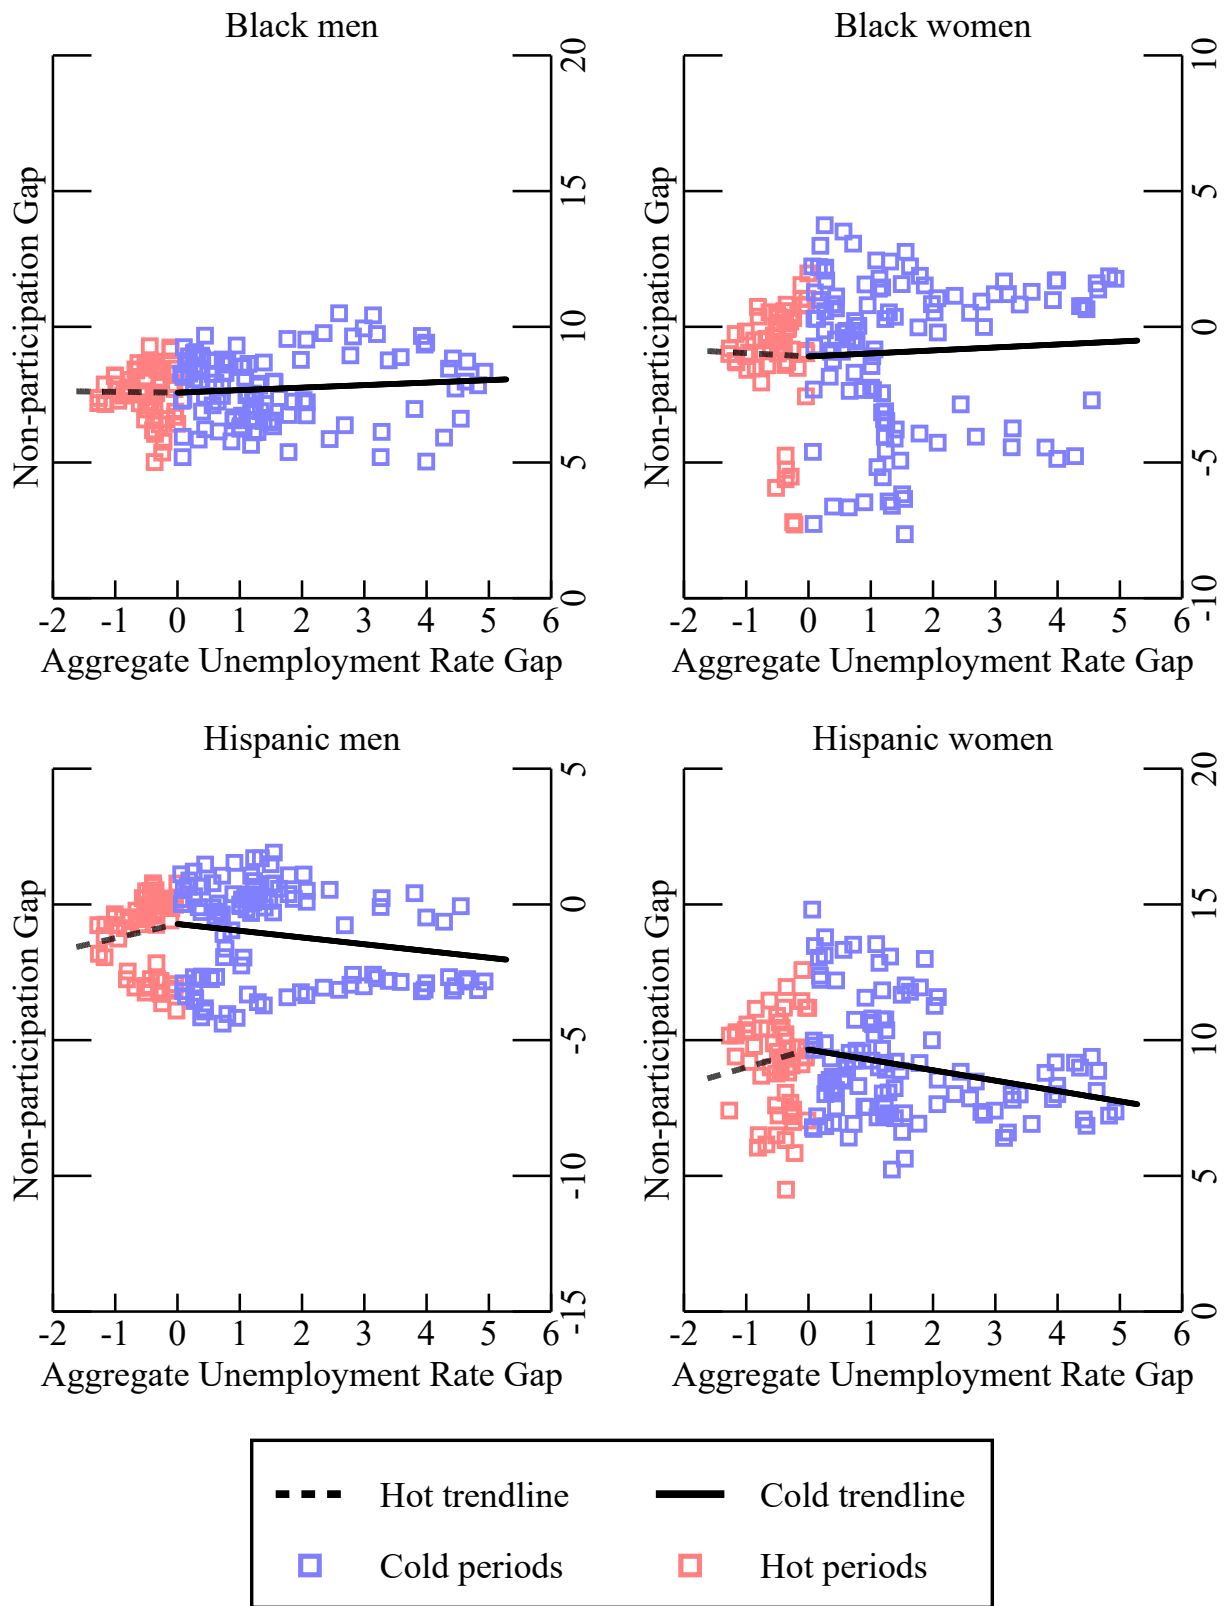 Black men
Non-participation Gap
20
15
10
5
0
-2 -1 0 1 2 3 4 5 6
Aggregate Unemployment Rate Gap
Black women
Non-participation Gap
10
5
0
-5
-10
-2 -1 0 1 2 3 4 5 6
Aggregate Unemployment Rate Gap
Hispanic men
Non-participation Gap
5
0
-5
-10
-15
-2 -1 0 1 2 3 4 5 6
Aggregate Unemployment Rate Gap
Hispanic women
Non-participation Gap
20
15
10
5
0
-2 -1 0 1 2 3 4 5 6
Aggregate Unemployment Rate Gap
Hot trendline
Cold trendline
Cold periods
Hot periods